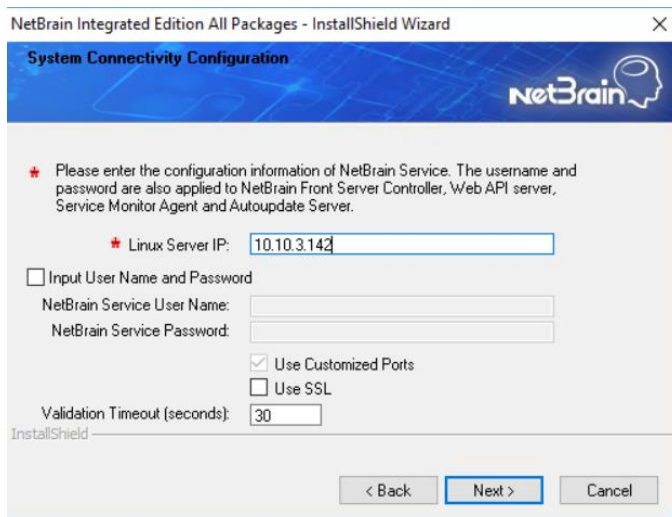 NetBrain Integrated Edition All Packages - InstallShield Wizard
System Connectivity Configuration
NetBrain
* Please enter the configuration information of NetBrain Service. The username and
password are also applied to NetBrain Front Server Controller, Web API server,
Service Monitor Agent and Autoupdate Server.
* Linux Server IP: 10.10.3.142
Input User Name and Password
NetBrain Service User Name:
NetBrain Service Password:
Use Customized Ports
Use SSL
Validation Timeout (seconds): 30
InstallShield
< Back Next > Cancel